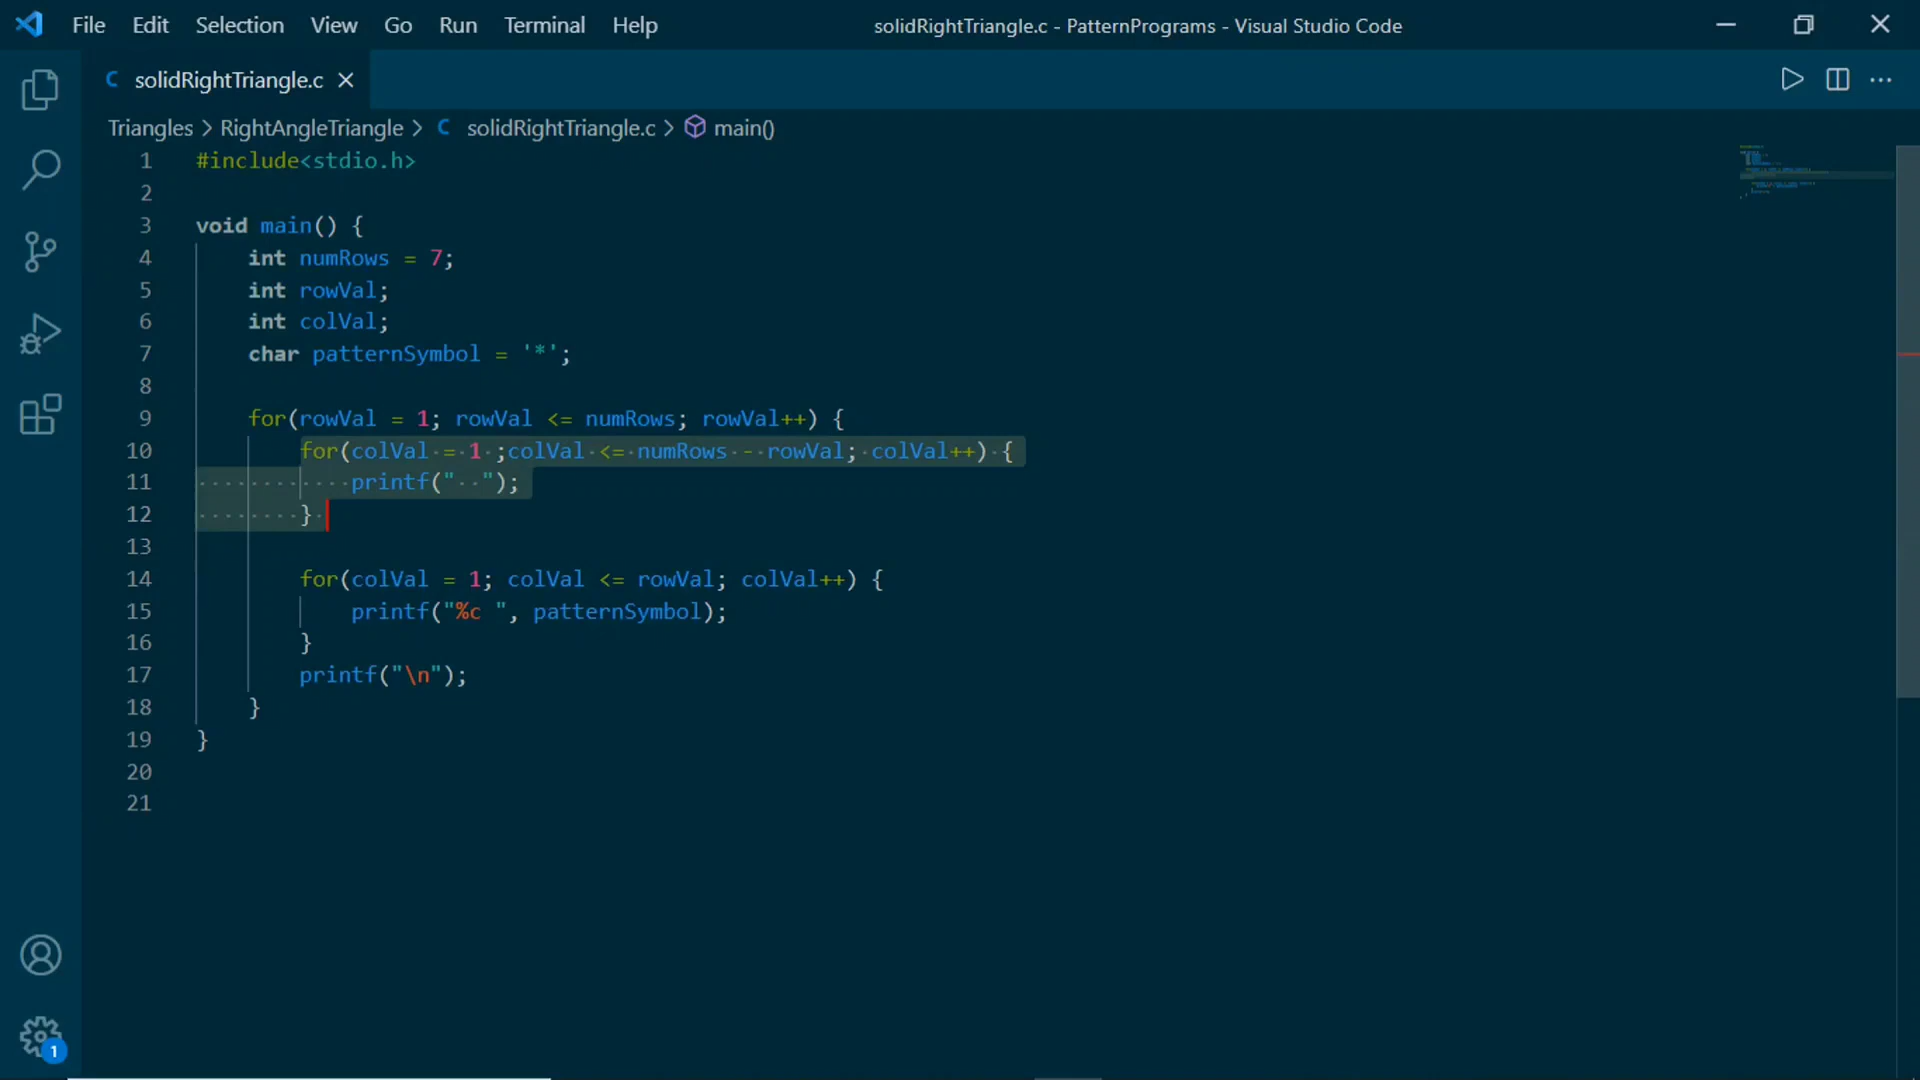 File Edit Selection View Go Run Terminal Help solidRightTriangle.c - PatternPrograms - Visual Studio Code
C solidRightTriangle.c
Triangles > RightAngleTriangle > C solidRightTriangle.c > main()
1 #include<stdio.h>
2
3 void main() {
4     int numRows = 7;
5     int rowVal;
6     int colVal;
7     char patternSymbol = '*';
8
9     for(rowVal = 1; rowVal <= numRows; rowVal++) {
10         for(colVal = 1 ;colVal <= numRows - rowVal; colVal++) {
11             printf("  ");
12         }
13
14         for(colVal = 1; colVal <= rowVal; colVal++) {
15             printf("%c ", patternSymbol);
16         }
17         printf("\n");
18     }
19 }
20
21
1